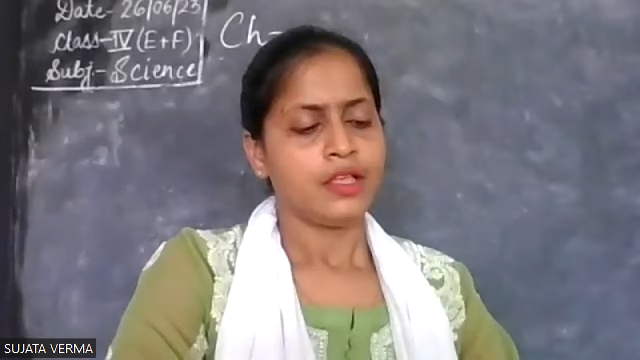 Date- 26/06/23
Class-IV (E+F)
Subj.- Science
Ch-
SUJATA VERMA